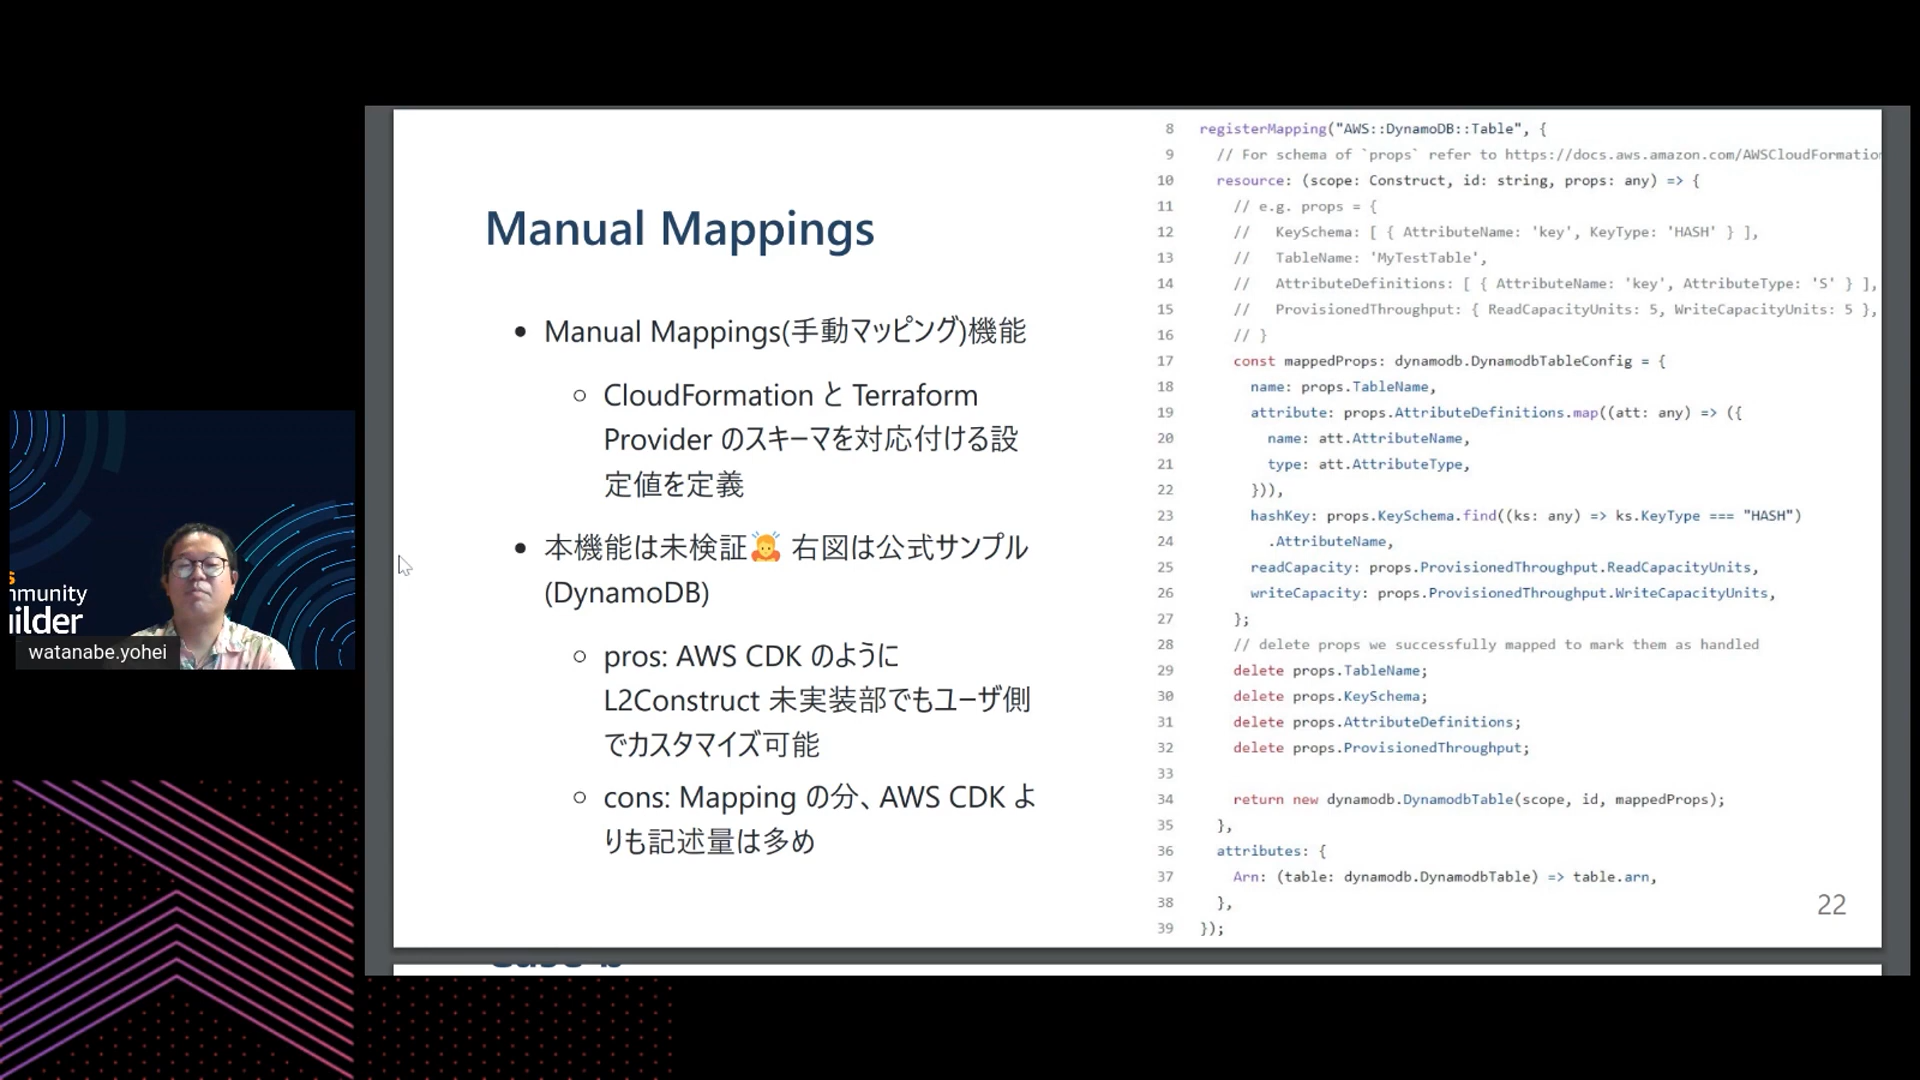 Manual Mappings
• Manual Mappings(手動マッピング)機能
○ CloudFormation と Terraform
Provider のスキーマを対応付ける設
定値を定義
• 本機能は未検証🙇 右図は公式サンプル
(DynamoDB)
○ pros: AWS CDK のように
L2Construct 未実装部でもユーザ側
でカスタマイズ可能
○ cons: Mapping の分、AWS CDK よ
りも記述量は多め
8 registerMapping("AWS::DynamoDB::Table", {
9 // For schema of `props` refer to https://docs.aws.amazon.com/AWSCloudFormatio
10 resource: (scope: Construct, id: string, props: any) => {
11 // e.g. props = {
12 // KeySchema: [ { AttributeName: 'key', KeyType: 'HASH' } ],
13 // TableName: 'MyTestTable',
14 // AttributeDefinitions: [ { AttributeName: 'key', AttributeType: 'S' } ],
15 // ProvisionedThroughput: { ReadCapacityUnits: 5, WriteCapacityUnits: 5 },
16 // }
17 const mappedProps: dynamodb.DynamodbTableConfig = {
18 name: props.TableName,
19 attribute: props.AttributeDefinitions.map((att: any) => ({
20 name: att.AttributeName,
21 type: att.AttributeType,
22 })),
23 hashKey: props.KeySchema.find((ks: any) => ks.KeyType === "HASH")
24 .AttributeName,
25 readCapacity: props.ProvisionedThroughput.ReadCapacityUnits,
26 writeCapacity: props.ProvisionedThroughput.WriteCapacityUnits,
27 };
28 // delete props we successfully mapped to mark them as handled
29 delete props.TableName;
30 delete props.KeySchema;
31 delete props.AttributeDefinitions;
32 delete props.ProvisionedThroughput;
33
34 return new dynamodb.DynamodbTable(scope, id, mappedProps);
35 },
36 attributes: {
37 Arn: (table: dynamodb.DynamodbTable) => table.arn,
38 },
39 });
22
s
mmunity
ilder
watanabe.yohei